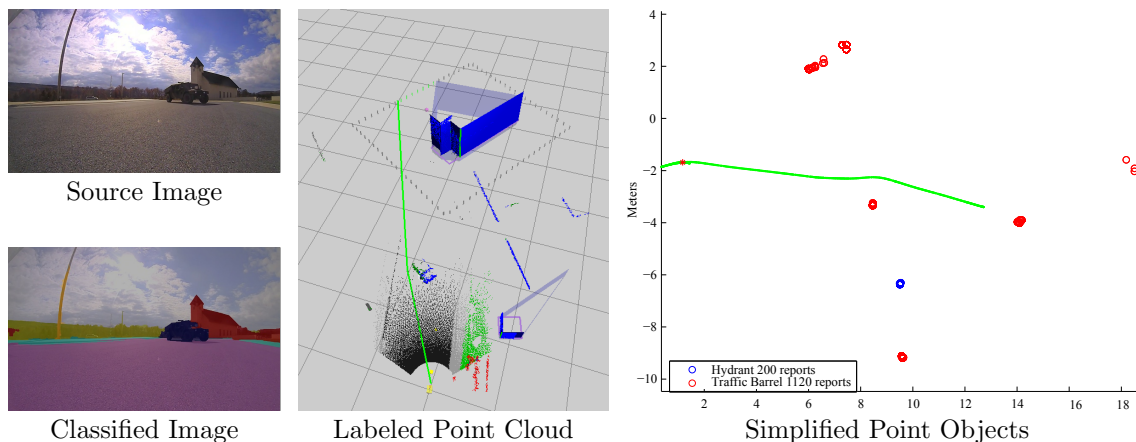 Source Image
Classified Image
Labeled Point Cloud
4
2
0
−2
−4
−6
−8
−10
Meters
2
4
6
8
10
12
14
16
18
Hydrant 200 reports
Traffic Barrel 1120 reports
Simplified Point Objects